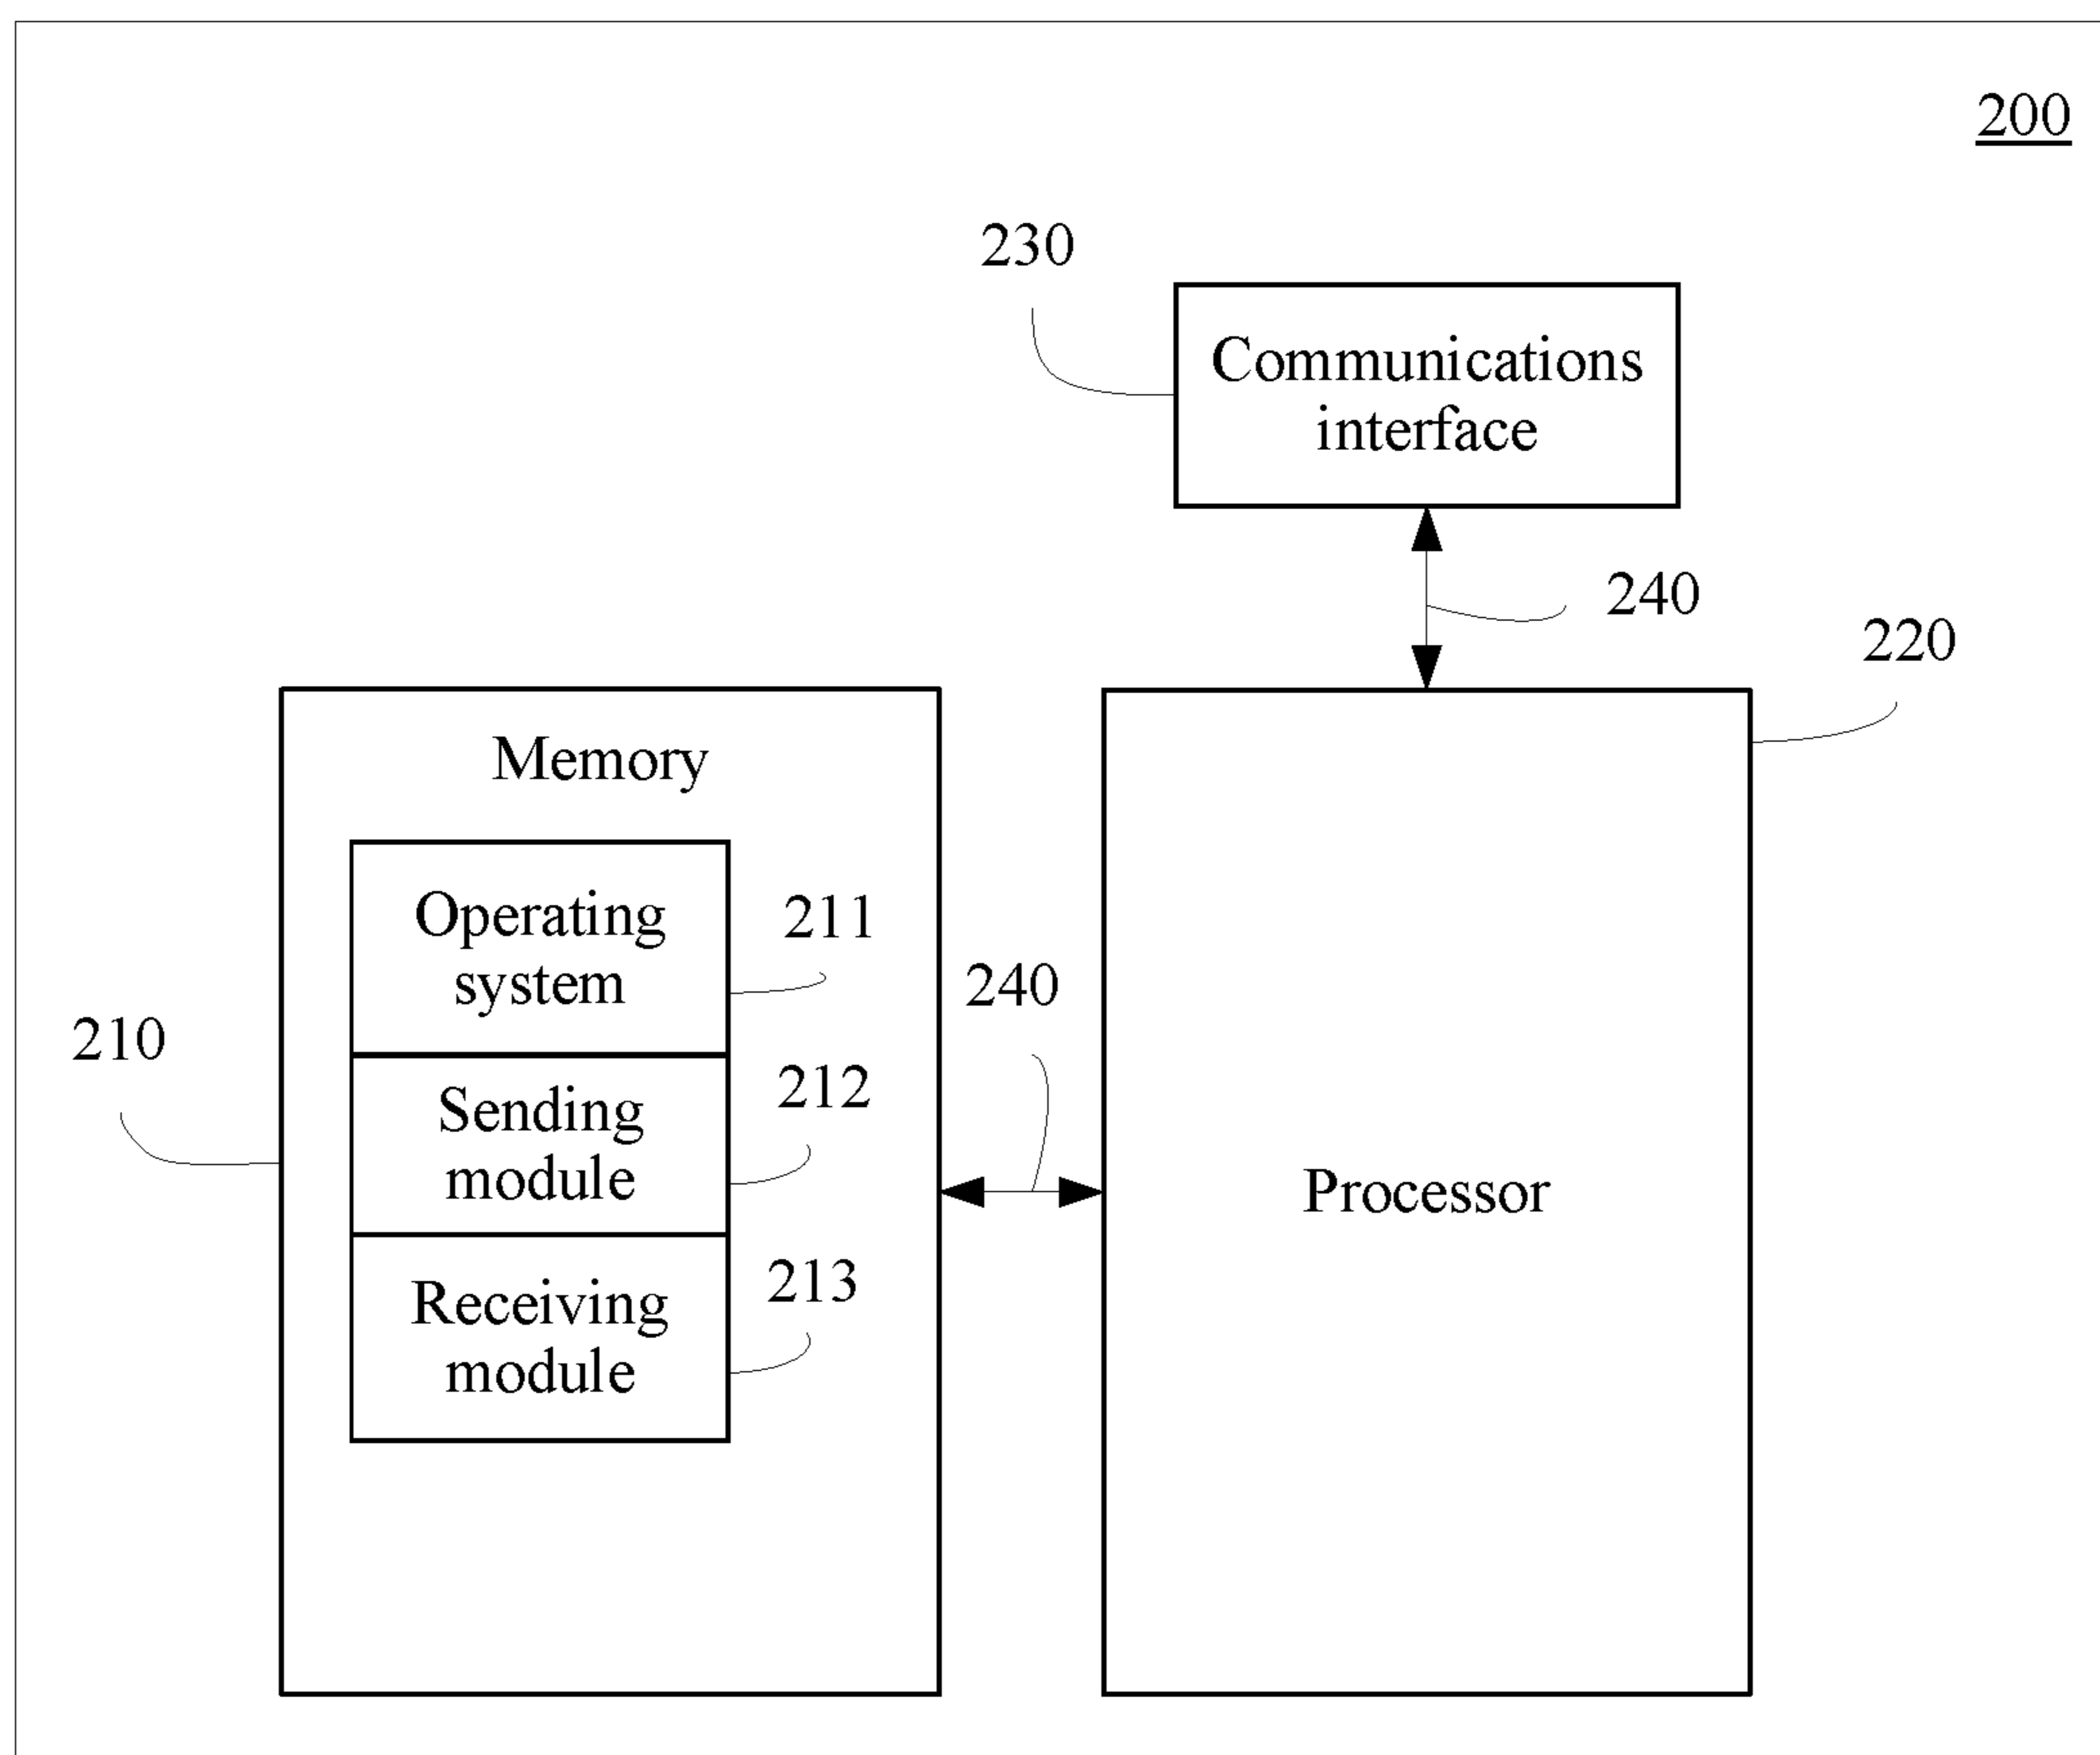 200
230
Communications
interface
240
220
Memory
Operating
system
211
240
210
Sending
module
212
Processor
Receiving
module
213